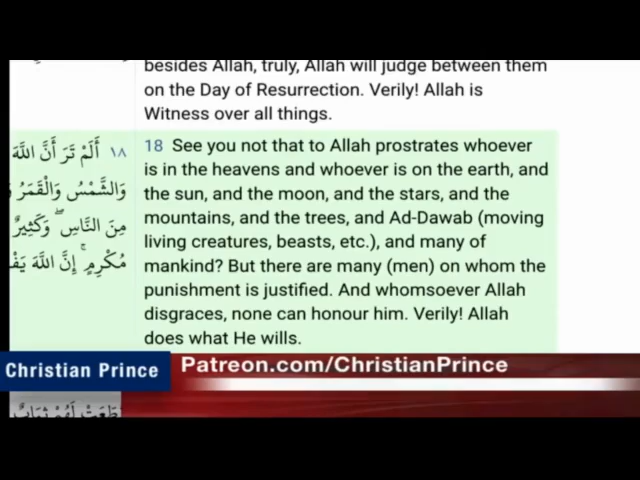 besides Allah, truly, Allah will judge between them
on the Day of Resurrection. Verily! Allah is
Witness over all things.
١٨ أَلَمْ تَرَ أَنَّ اللَّهَ
وَالشَّمْسُ وَالْقَمَرُ
مِنَ النَّاسِ ۖ وَكَثِيرٌ
مُكْرِمٍ ۚ إِنَّ اللَّهَ
18 See you not that to Allah prostrates whoever
is in the heavens and whoever is on the earth, and
the sun, and the moon, and the stars, and the
mountains, and the trees, and Ad-Dawab (moving
living creatures, beasts, etc.), and many of
mankind? But there are many (men) on whom the
punishment is justified. And whomsoever Allah
disgraces, none can honour him. Verily! Allah
does what He wills.
Christian Prince
Patreon.com/ChristianPrince
لَهُمْ